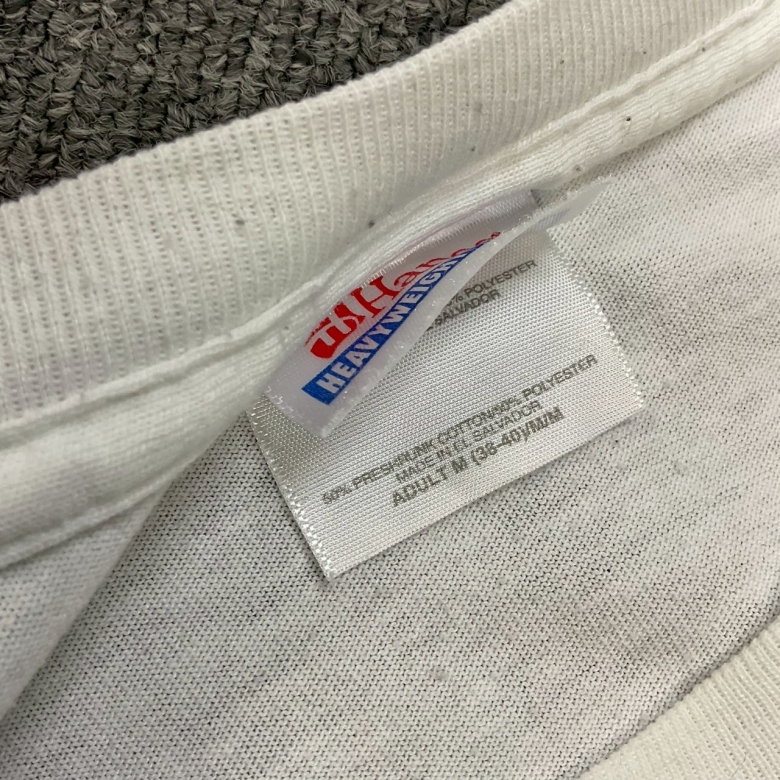 Hanes
HEAVYWEIGHT
% POLYESTER
SALVADOR
50% PRESHRUNK COTTON/50% POLYESTER
MADE IN EL SALVADOR
ADULT M (38-40)/M/M